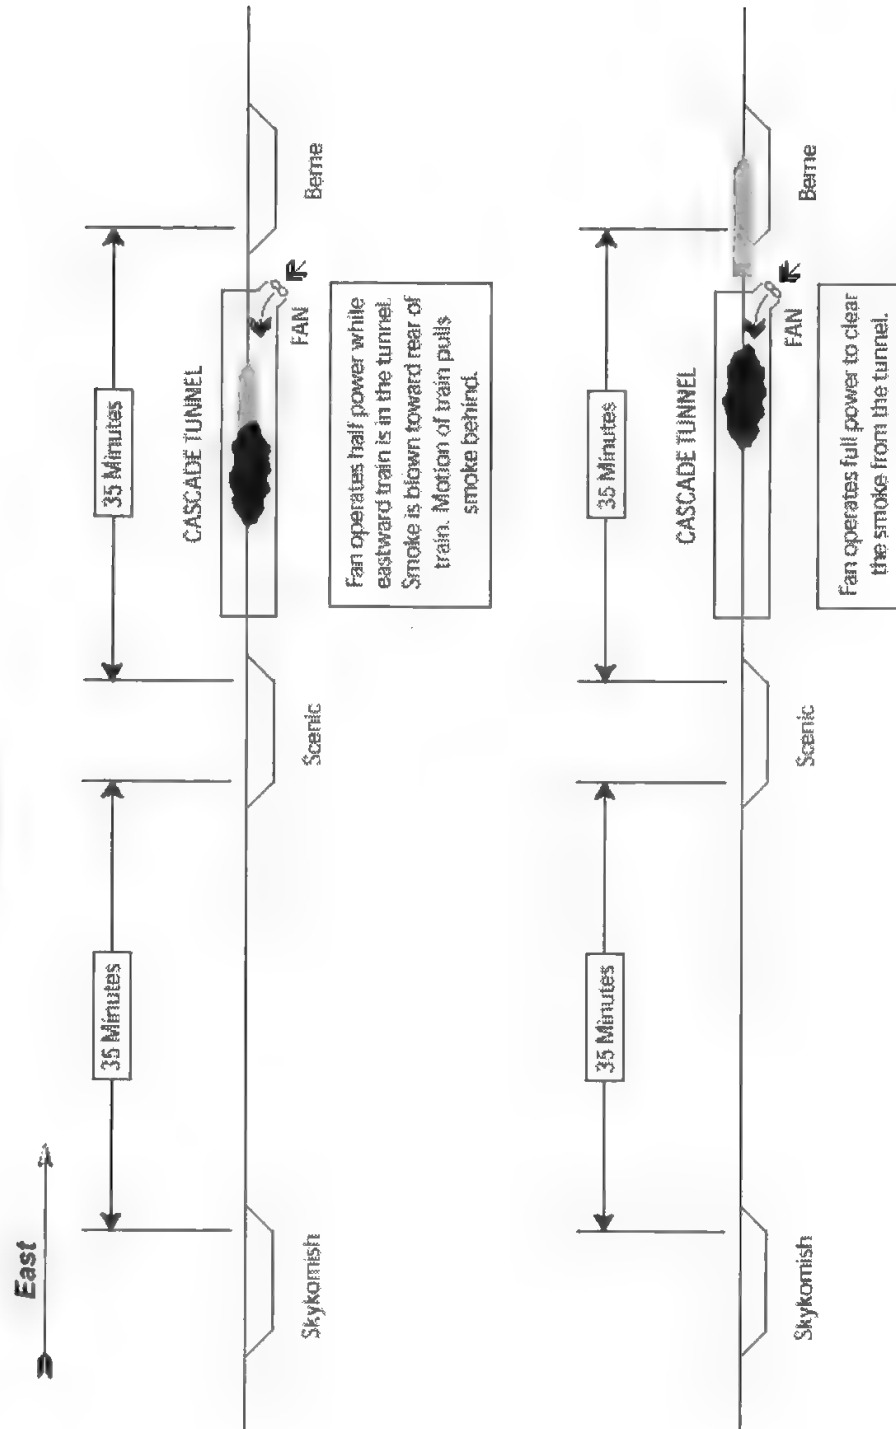 East
35 Minutes
35 Minutes
CASCADE TUNNEL
FAN
Skykomish
Scenic
Berne
Fan operates half power while
eastward train is in the tunnel.
Smoke is blown toward rear of
train. Motion of train pulls
smoke behind.
35 Minutes
35 Minutes
CASCADE TUNNEL
FAN
Skykomish
Scenic
Berne
Fan operates full power to clear
the smoke from the tunnel.